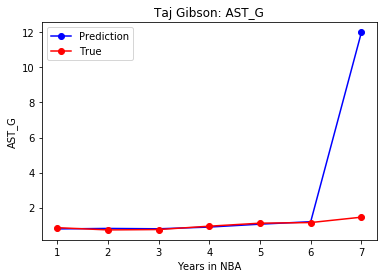 Taj Gibson: AST_G
Prediction
True
12
10
8
6
4
2
AST_G
1 2 3 4 5 6 7
Years in NBA